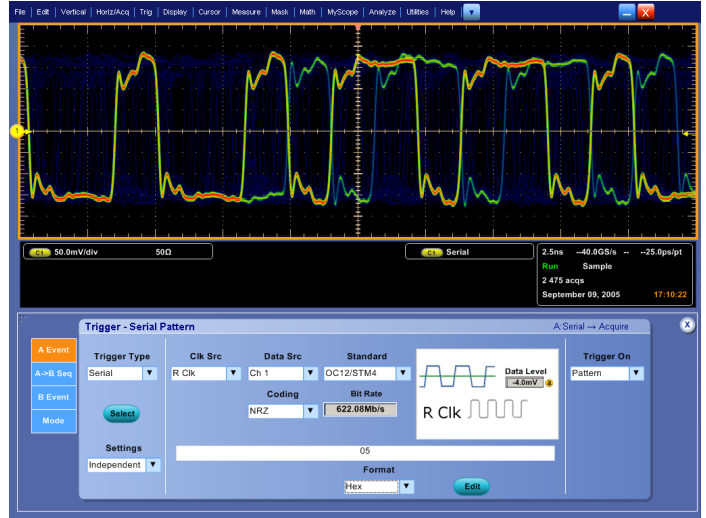 File | Edit | Vertical | Horiz/Acq | Trig | Display | Cursor | Measure | Mask | Math | MyScope | Analyze | Utilities | Help
1
C1 50.0mV/div 50Ω
C1 Serial
2.5ns --40.0GS/s -- --25.0ps/pt
Run Sample
2 475 acqs
September 09, 2005 17:10:22
Trigger - Serial Pattern
A:Serial → Acquire
X
A Event
A->B Seq
B Event
Mode
Trigger Type
Serial
Select
Settings
Independent
Clk Src
R Clk
Data Src
Ch 1
Coding
NRZ
Standard
OC12/STM4
Bit Rate
622.08Mb/s
Data Level
-4.0mV a
R Clk
Trigger On
Pattern
05
Format
Hex
Edit